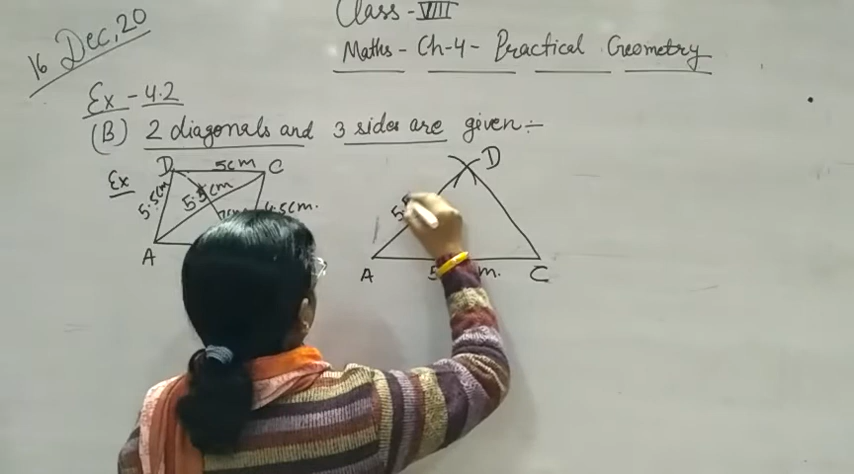 16 Dec, 20
Class - VIII
Maths - Ch-4 - Practical Geometry
Ex - 4.2
(B) 2 diagonals and 3 sides are given:-
Ex
D 5cm C
5.5cm
5.5cm
4.5cm.
A
D
A C